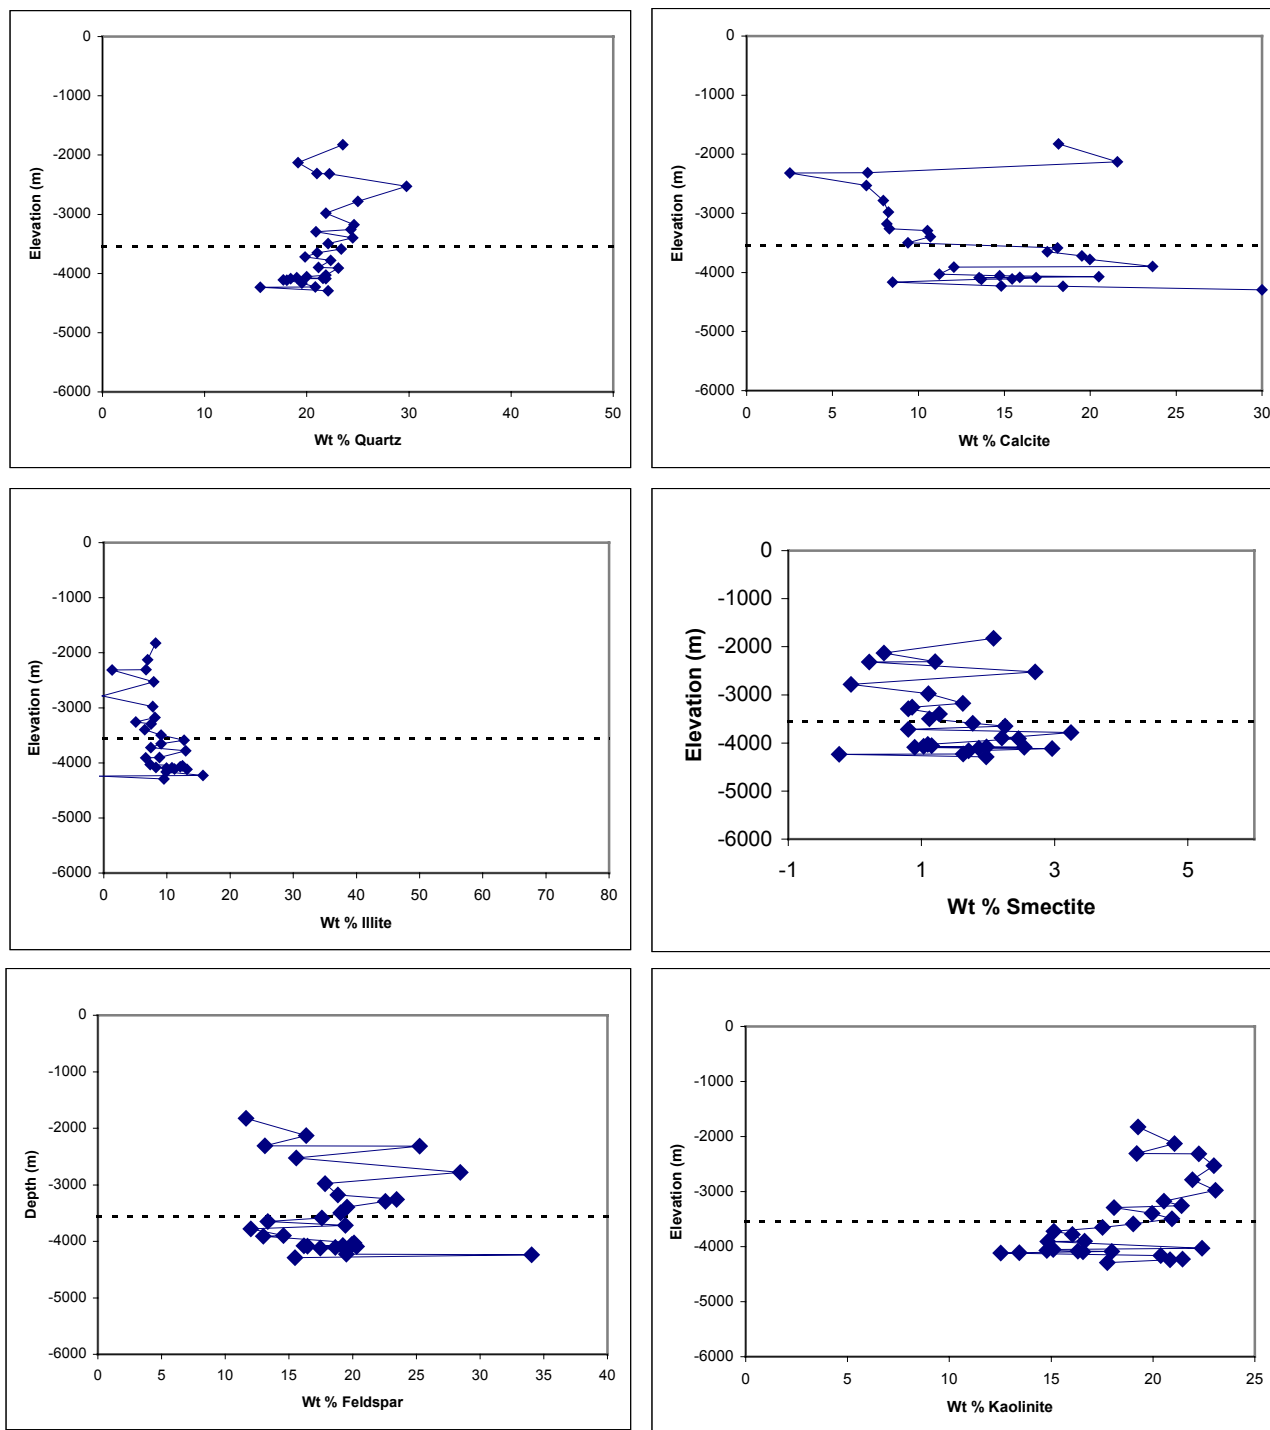 0
-1000
-2000
-3000
-4000
-5000
-6000
0 10 20 30 40 50
Wt % Quartz
Elevation (m)
0
-1000
-2000
-3000
-4000
-5000
-6000
0 5 10 15 20 25 30
Wt % Calcite
Elevation (m)
0
-1000
-2000
-3000
-4000
-5000
-6000
0 10 20 30 40 50 60 70 80
Wt % Illite
Elevation (m)
0
-1000
-2000
-3000
-4000
-5000
-6000
-1 1 3 5
Wt % Smectite
Elevation (m)
0
-1000
-2000
-3000
-4000
-5000
-6000
0 5 10 15 20 25 30 35 40
Wt % Feldspar
Depth (m)
0
-1000
-2000
-3000
-4000
-5000
-6000
0 5 10 15 20 25
Wt % Kaolinite
Elevation (m)